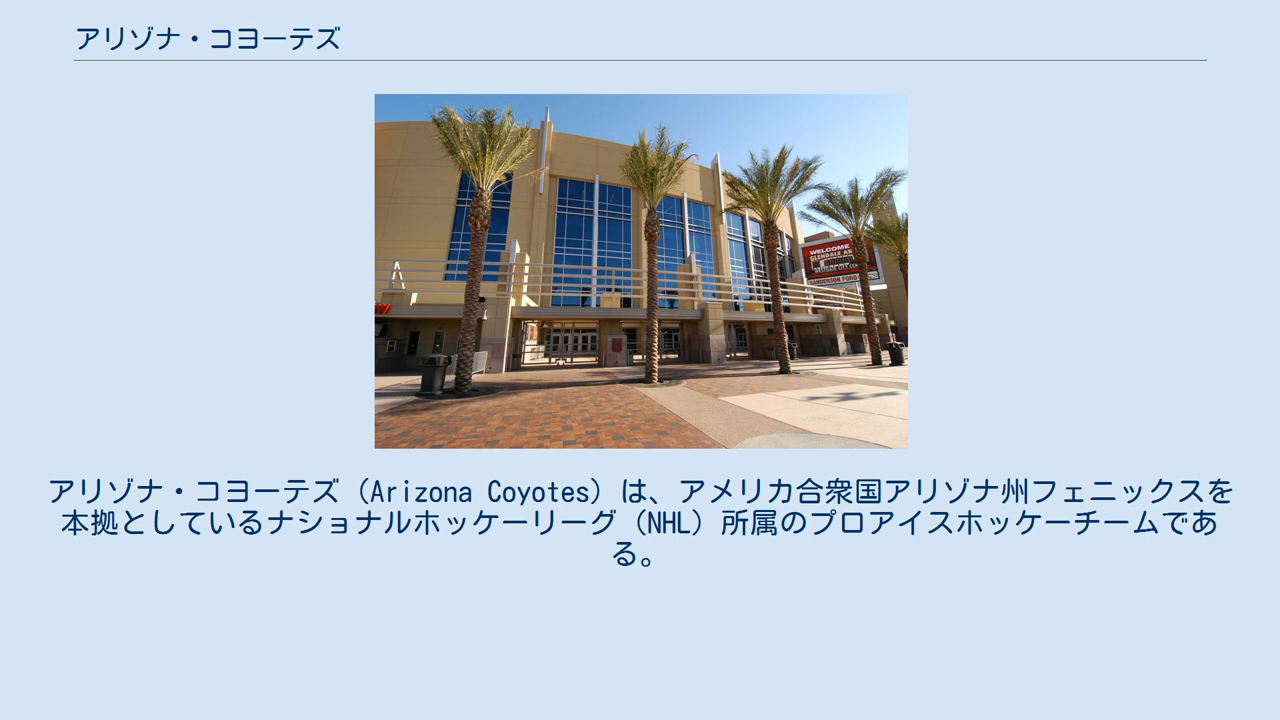 アリゾナ・コヨーテズ
WELCOME
GLENDALE AR
SANDERSON FORD
アリゾナ・コヨーテズ（Arizona Coyotes）は、アメリカ合衆国アリゾナ州フェニックスを
本拠としているナショナルホッケーリーグ（NHL）所属のプロアイスホッケーチームであ
る。